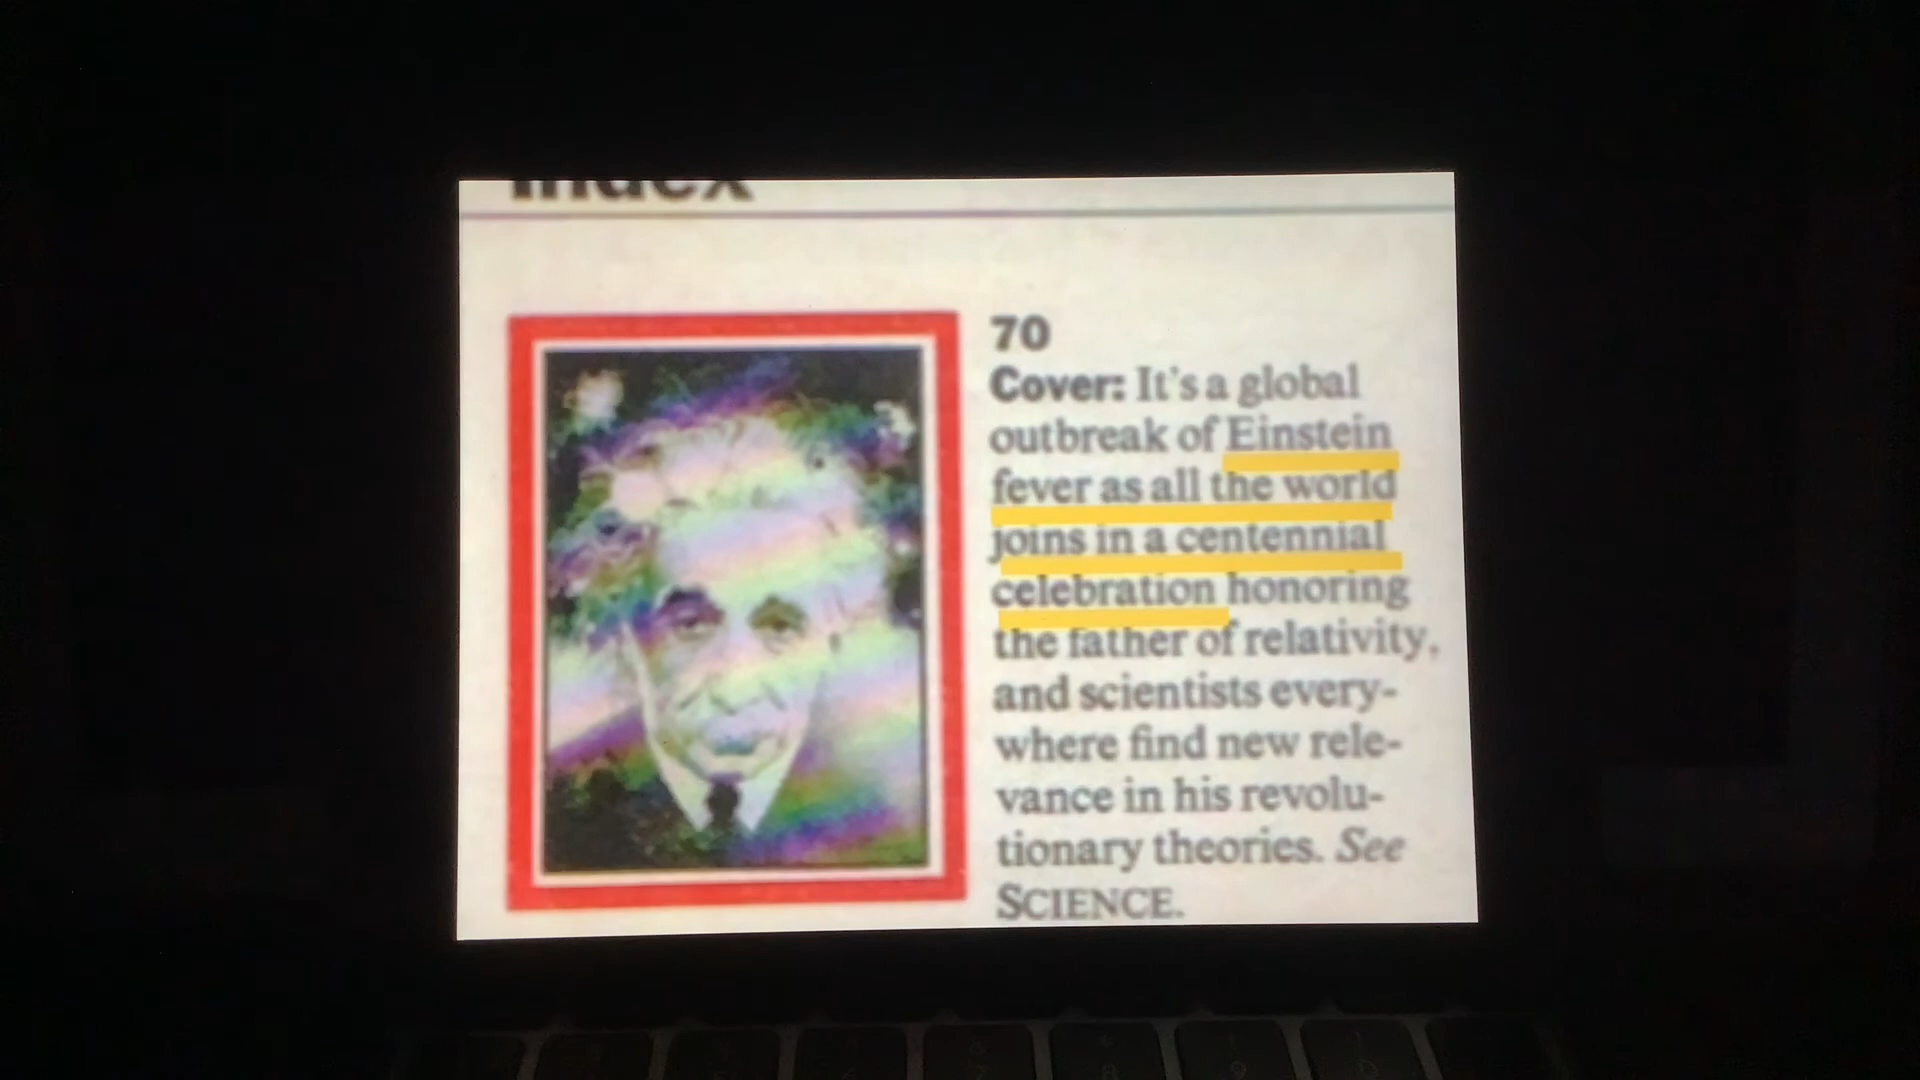 Index
70
Cover: It's a global
outbreak of Einstein
fever as all the world
joins in a centennial
celebration honoring
the father of relativity,
and scientists every-
where find new rele-
vance in his revolu-
tionary theories. See
SCIENCE.